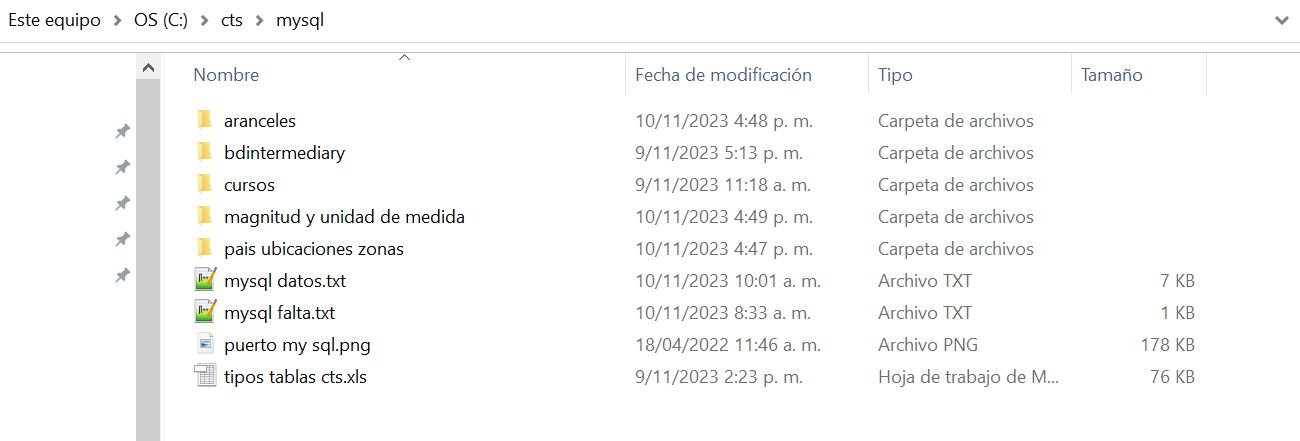 Este equipo > OS (C:) > cts > mysql
Nombre Fecha de modificación Tipo Tamaño
aranceles 10/11/2023 4:48 p. m. Carpeta de archivos
bdintermediary 9/11/2023 5:13 p. m. Carpeta de archivos
cursos 9/11/2023 11:18 a. m. Carpeta de archivos
magnitud y unidad de medida 10/11/2023 4:49 p. m. Carpeta de archivos
pais ubicaciones zonas 10/11/2023 4:47 p. m. Carpeta de archivos
mysql datos.txt 10/11/2023 10:01 a. m. Archivo TXT 7 KB
mysql falta.txt 10/11/2023 8:33 a. m. Archivo TXT 1 KB
puerto my sql.png 18/04/2022 11:46 a. m. Archivo PNG 178 KB
tipos tablas cts.xls 9/11/2023 2:23 p. m. Hoja de trabajo de M... 76 KB